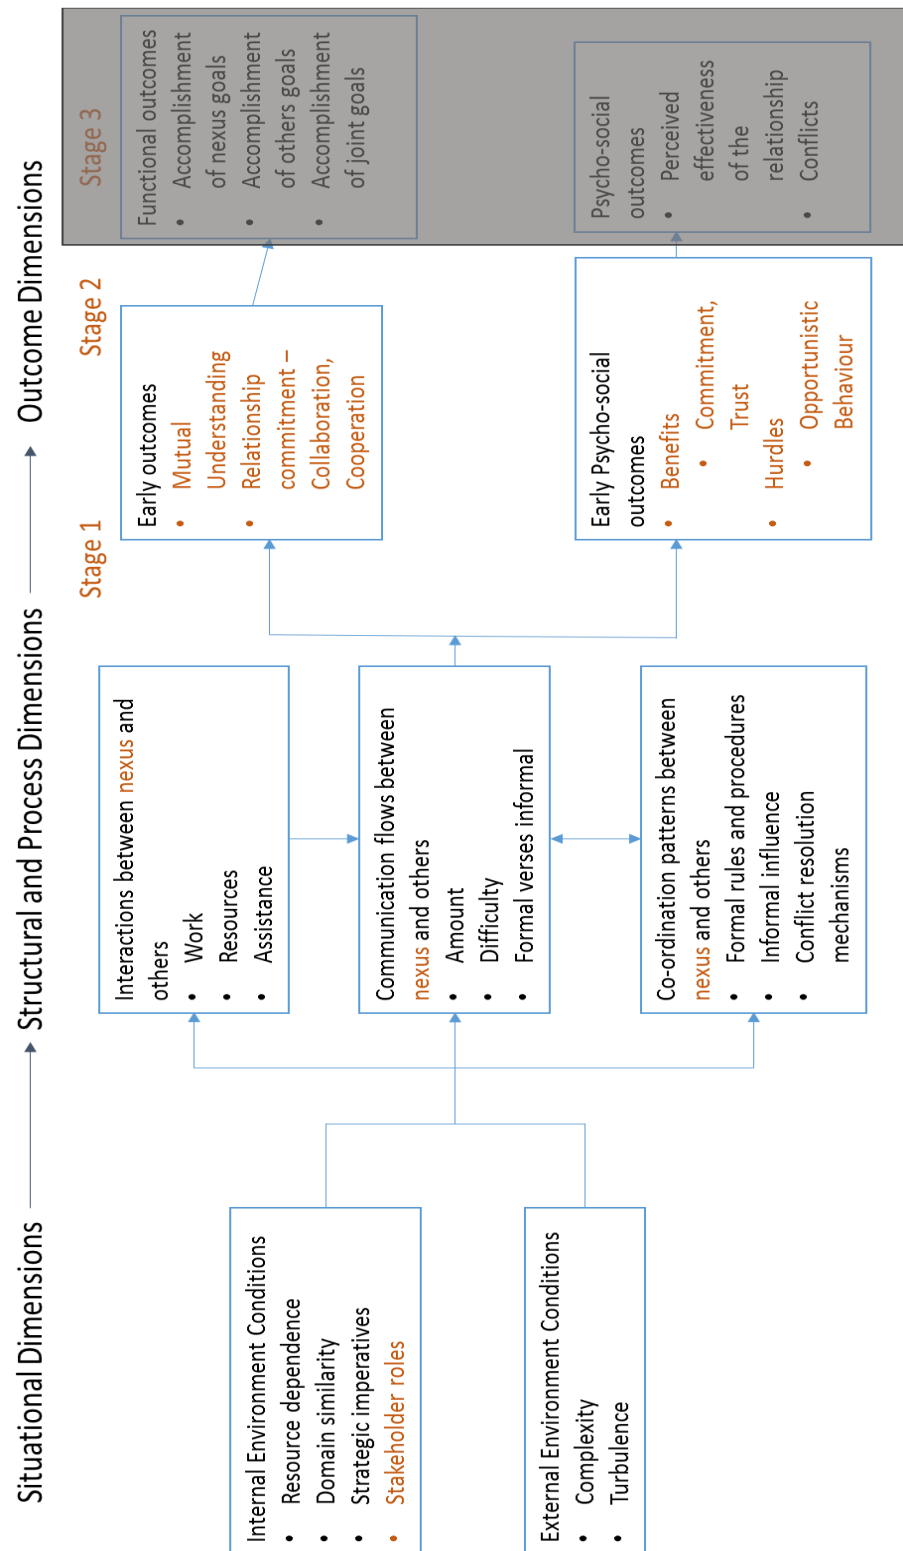 Situational Dimensions
Structural and Process Dimensions
Outcome Dimensions
Stage 1
Stage 2
Stage 3
Internal Environment Conditions
• Resource dependence
• Domain similarity
• Strategic imperatives
• Stakeholder roles
External Environment Conditions
• Complexity
• Turbulence
Interactions between nexus and
others
• Work
• Resources
• Assistance
Communication flows between
nexus and others
• Amount
• Difficulty
• Formal verses informal
Co-ordination patterns between
nexus and others
• Formal rules and procedures
• Informal influence
• Conflict resolution
mechanisms
Early outcomes
• Mutual
Understanding
• Relationship
commitment –
Collaboration,
Cooperation
Early Psycho-social
outcomes
• Benefits
• Commitment,
Trust
• Hurdles
• Opportunistic
Behaviour
Functional outcomes
• Accomplishment
of nexus goals
• Accomplishment
of others goals
• Accomplishment
of joint goals
Psycho-social
outcomes
• Perceived
effectiveness
of the
relationship
• Conflicts